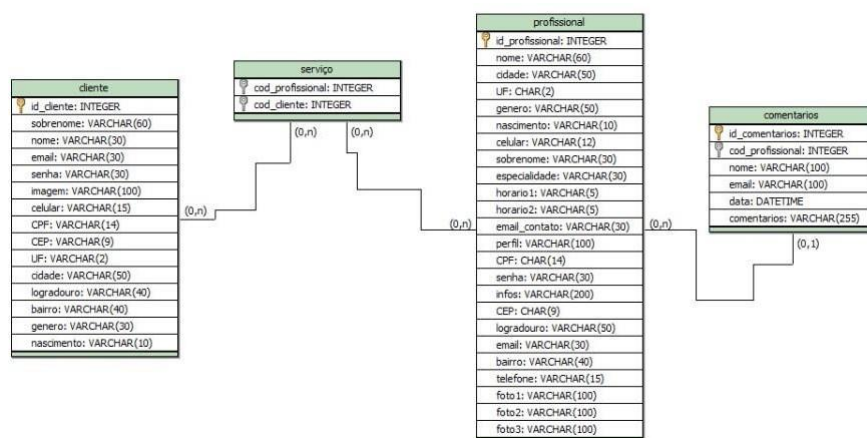 cliente
id_cliente: INTEGER
sobrenome: VARCHAR(60)
nome: VARCHAR(30)
email: VARCHAR(30)
senha: VARCHAR(30)
imagem: VARCHAR(100)
celular: VARCHAR(15)
CPF: VARCHAR(14)
CEP: VARCHAR(9)
UF: VARCHAR(2)
cidade: VARCHAR(50)
logradouro: VARCHAR(40)
bairro: VARCHAR(40)
genero: VARCHAR(30)
nascimento: VARCHAR(10)
(0,n)
serviço
cod_profissional: INTEGER
cod_cliente: INTEGER
(0,n)
(0,n)
(0,n)
profissional
id_profissional: INTEGER
nome: VARCHAR(60)
cidade: VARCHAR(50)
UF: CHAR(2)
genero: VARCHAR(50)
nascimento: VARCHAR(10)
celular: VARCHAR(12)
sobrenome: VARCHAR(30)
especialidade: VARCHAR(30)
horario1: VARCHAR(5)
horario2: VARCHAR(5)
email_contato: VARCHAR(30)
perfil: VARCHAR(100)
CPF: CHAR(14)
senha: VARCHAR(30)
infos: VARCHAR(200)
CEP: CHAR(9)
logradouro: VARCHAR(50)
email: VARCHAR(30)
bairro: VARCHAR(40)
telefone: VARCHAR(15)
foto1: VARCHAR(100)
foto2: VARCHAR(100)
foto3: VARCHAR(100)
(0,n)
comentarios
id_comentarios: INTEGER
cod_profissional: INTEGER
nome: VARCHAR(100)
email: VARCHAR(100)
data: DATETIME
comentarios: VARCHAR(255)
(0,1)